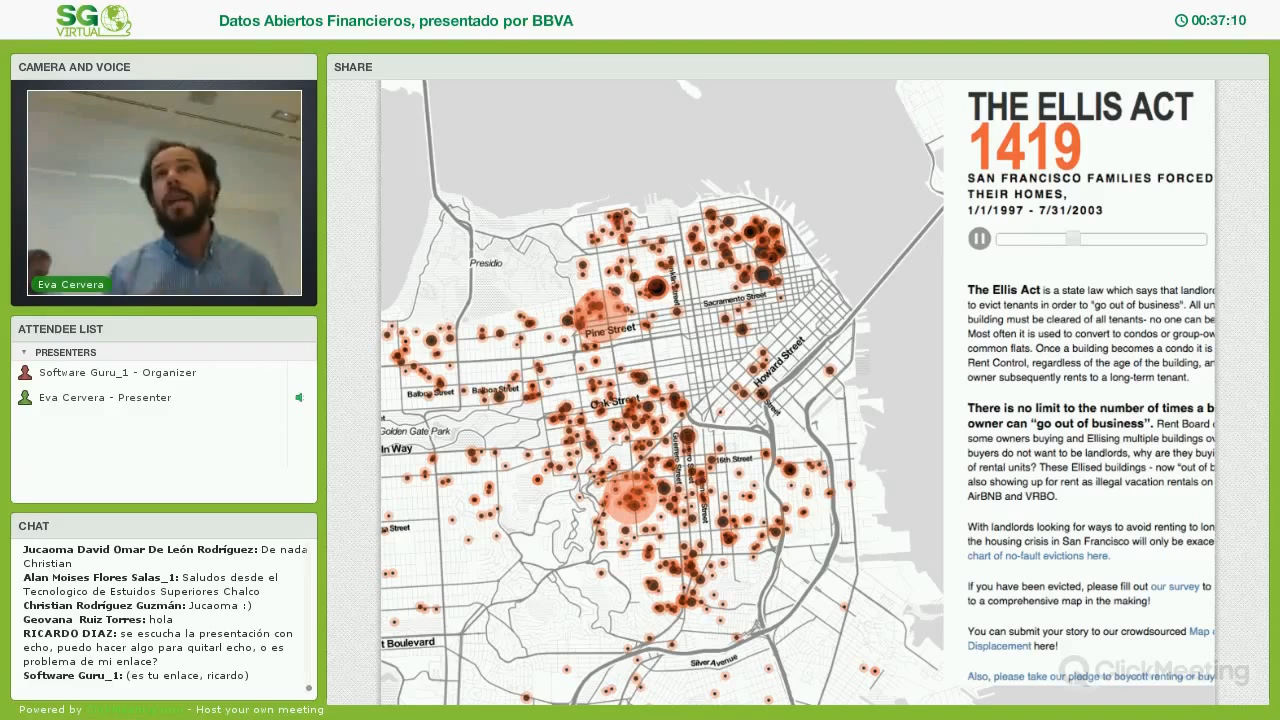 SG
VIRTUAL
Datos Abiertos Financieros, presentado por BBVA
00:37:10
CAMERA AND VOICE
Eva Cervera
ATTENDEE LIST
PRESENTERS
Software Guru_1 - Organizer
Eva Cervera - Presenter
CHAT
Jucaoma David Omar De León Rodríguez: De nada
Christian
Alan Moises Flores Salas_1: Saludos desde el
Tecnologico de Estuidos Superiores Chalco
Christian Rodríguez Guzmán: Jucaoma :)
Geovana Ruiz Torres: hola
RICARDO DIAZ: se escucha la presentación con
echo, puedo hacer algv para quitarl echo, o es
problema de mi enlace?
Software Guru_1: (es tu enlace, ricardo)
Powered by - Host your own meeting
SHARE
Presidio
Sacramento Street
Pine Street
Howard Street
Balboa Street
Balboa Street
Oak Street
Golden Gate Park
ln Way
16th Street
Guerrero Street
Street
a Street
t Boulevard
Silver Avenue
THE ELLIS ACT
1419
SAN FRANCISCO FAMILIES FORCED
THEIR HOMES,
1/1/1997 - 7/31/2003
The Ellis Act is a state law which says that landlord
to evict tenants in order to "go out of business". All un
building must be cleared of all tenants- no one can be
Most often it is used to convert to condos or group-ow
common flats. Once a building becomes a condo it is
Rent Control, regardless of the age of the building, an
owner subsequently rents to a long-term tenant.
There is no limit to the number of times a b
owner can “go out of business”. Rent Board
some owners buying and Ellising multiple buildings ov
buyers do not want to be landlords, why are they buyi
of rental units? These Ellised buildings - now "out of b
also showing up for rent as illegal vacation rentals on
AirBNB and VRBO.
With landlords looking for ways to avoid renting to lon
the housing crisis in San Francisco will only be exace
chart of no-fault evictions here.
If you have been evicted, please fill out our survey to
to a comprehensive map in the making!
You can submit your story to our crowdsourced Map
Displacement here!
Also, please take our pledge to boycott renting or buy
ClickMeeting